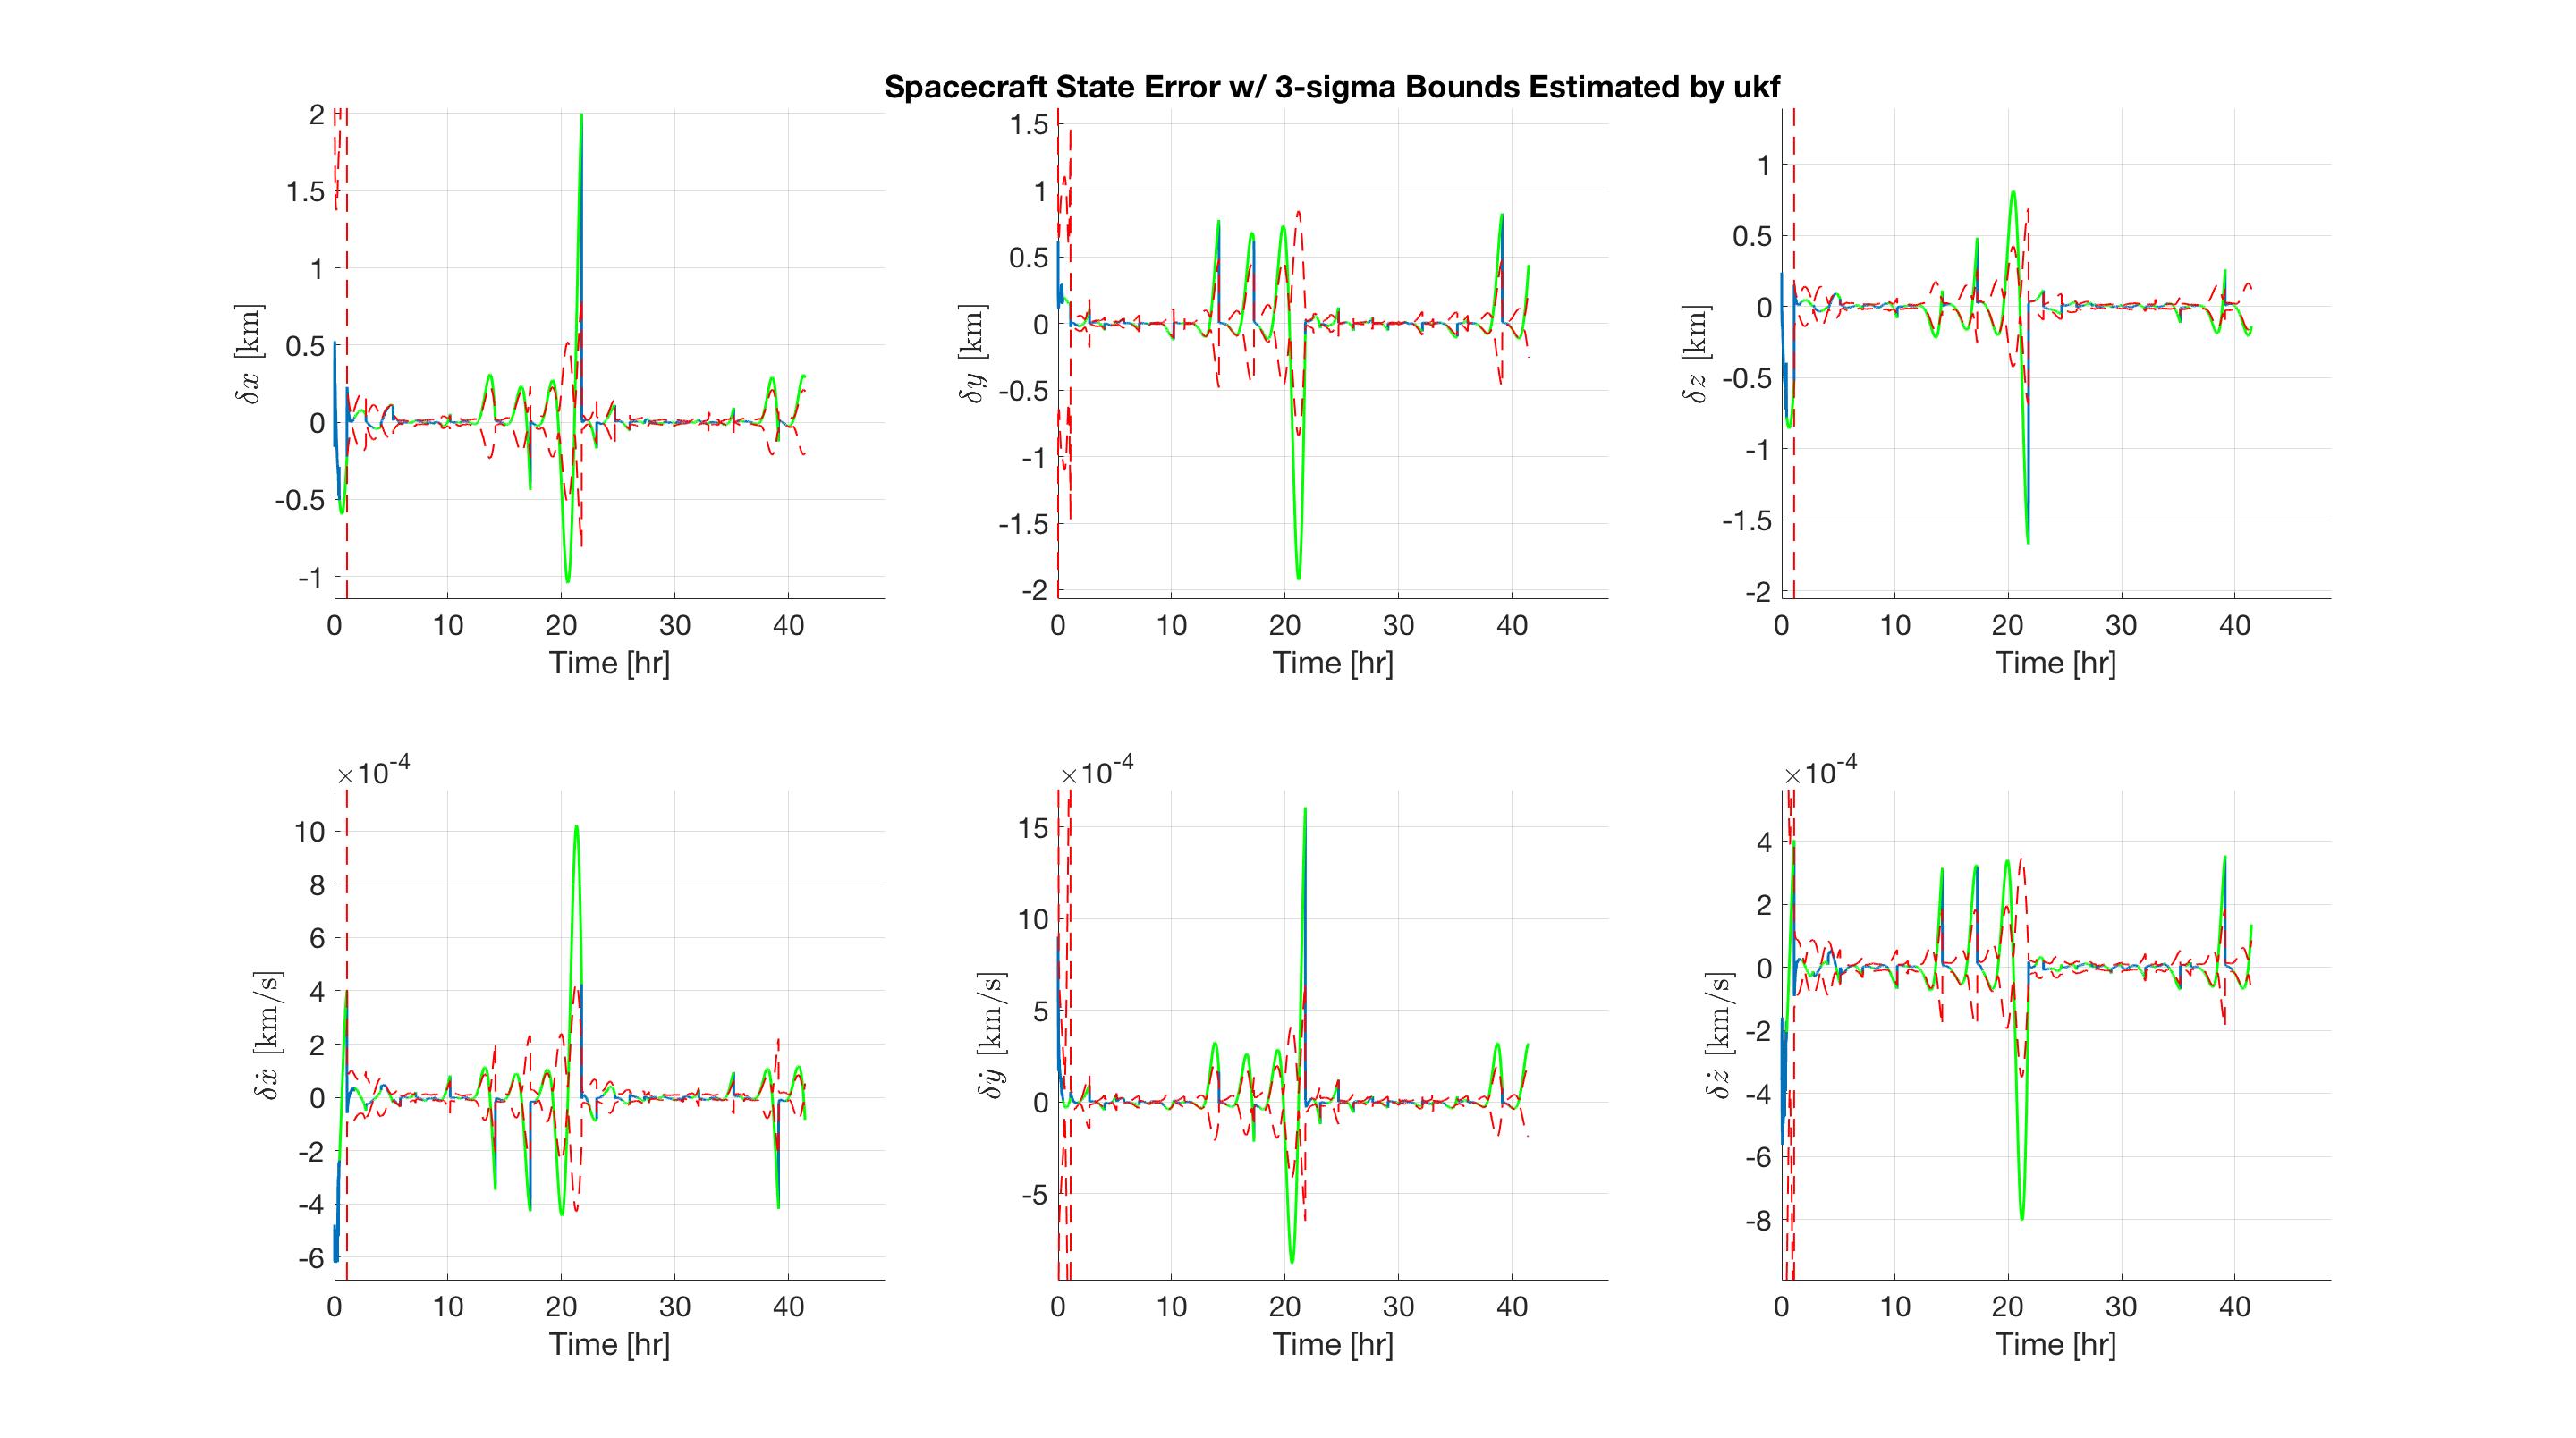 Spacecraft State Error w/ 3-sigma Bounds Estimated by ukf
δx [km]
2
1.5
1
0.5
0
-0.5
-1
0 10 20 30 40
Time [hr]
δy [km]
1.5
1
0.5
0
-0.5
-1
-1.5
-2
0 10 20 30 40
Time [hr]
δz [km]
1
0.5
0
-0.5
-1
-1.5
-2
0 10 20 30 40
Time [hr]
×10⁻⁴
δẋ [km/s]
10
8
6
4
2
0
-2
-4
-6
0 10 20 30 40
Time [hr]
×10⁻⁴
δẏ [km/s]
15
10
5
0
-5
0 10 20 30 40
Time [hr]
×10⁻⁴
δż [km/s]
4
2
0
-2
-4
-6
-8
0 10 20 30 40
Time [hr]